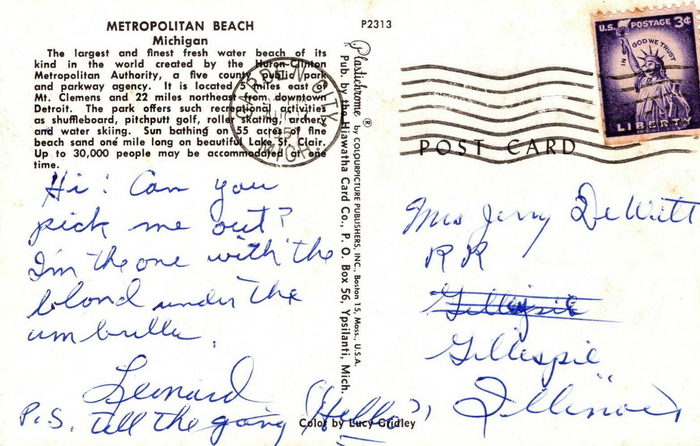 METROPOLITAN BEACH
Michigan
The largest and finest fresh water beach of its
kind in the world created by the Huron-Clinton
Metropolitan Authority, a five county public park
and parkway agency. It is located 5 miles east of
Mt. Clemens and 22 miles northeast from downtown
Detroit. The park offers such recreational activities
as shuffleboard, pitchputt golf, roller skating, archery
and water skiing. Sun bathing on 55 acres of fine
beach sand one mile long on beautiful Lake St. Clair.
Up to 30,000 people may be accommodated at one
time.
Hi! Can you
pick me out?
I'm the one with the
blond under the
umbrella.
Leonard
P.S. tell the gang (Hello)
Color by Lucy Gridley
P2313
Plastichrome ® by COLOURPICTURE PUBLISHERS, INC., Boston 15, Mass., U.S.A.
Pub. by the Hiawatha Card Co., P. O. Box 56, Ypsilanti, Mich.
GARDEN CITY
MICH.
U.S. POSTAGE 3¢
IN GOD WE TRUST
LIBERTY
POST CARD
Mrs Jerry DeWitt
RR
Gillespie
Gillespie
Illinois